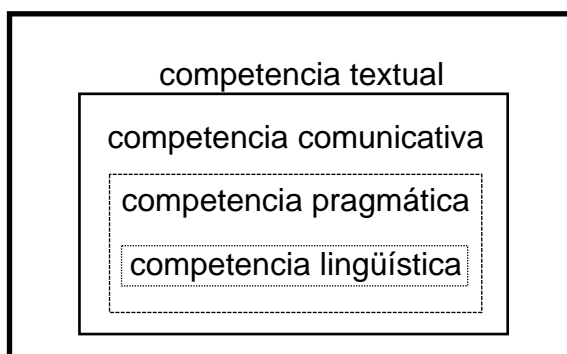 competencia textual
competencia comunicativa
competencia pragmática
competencia lingüística